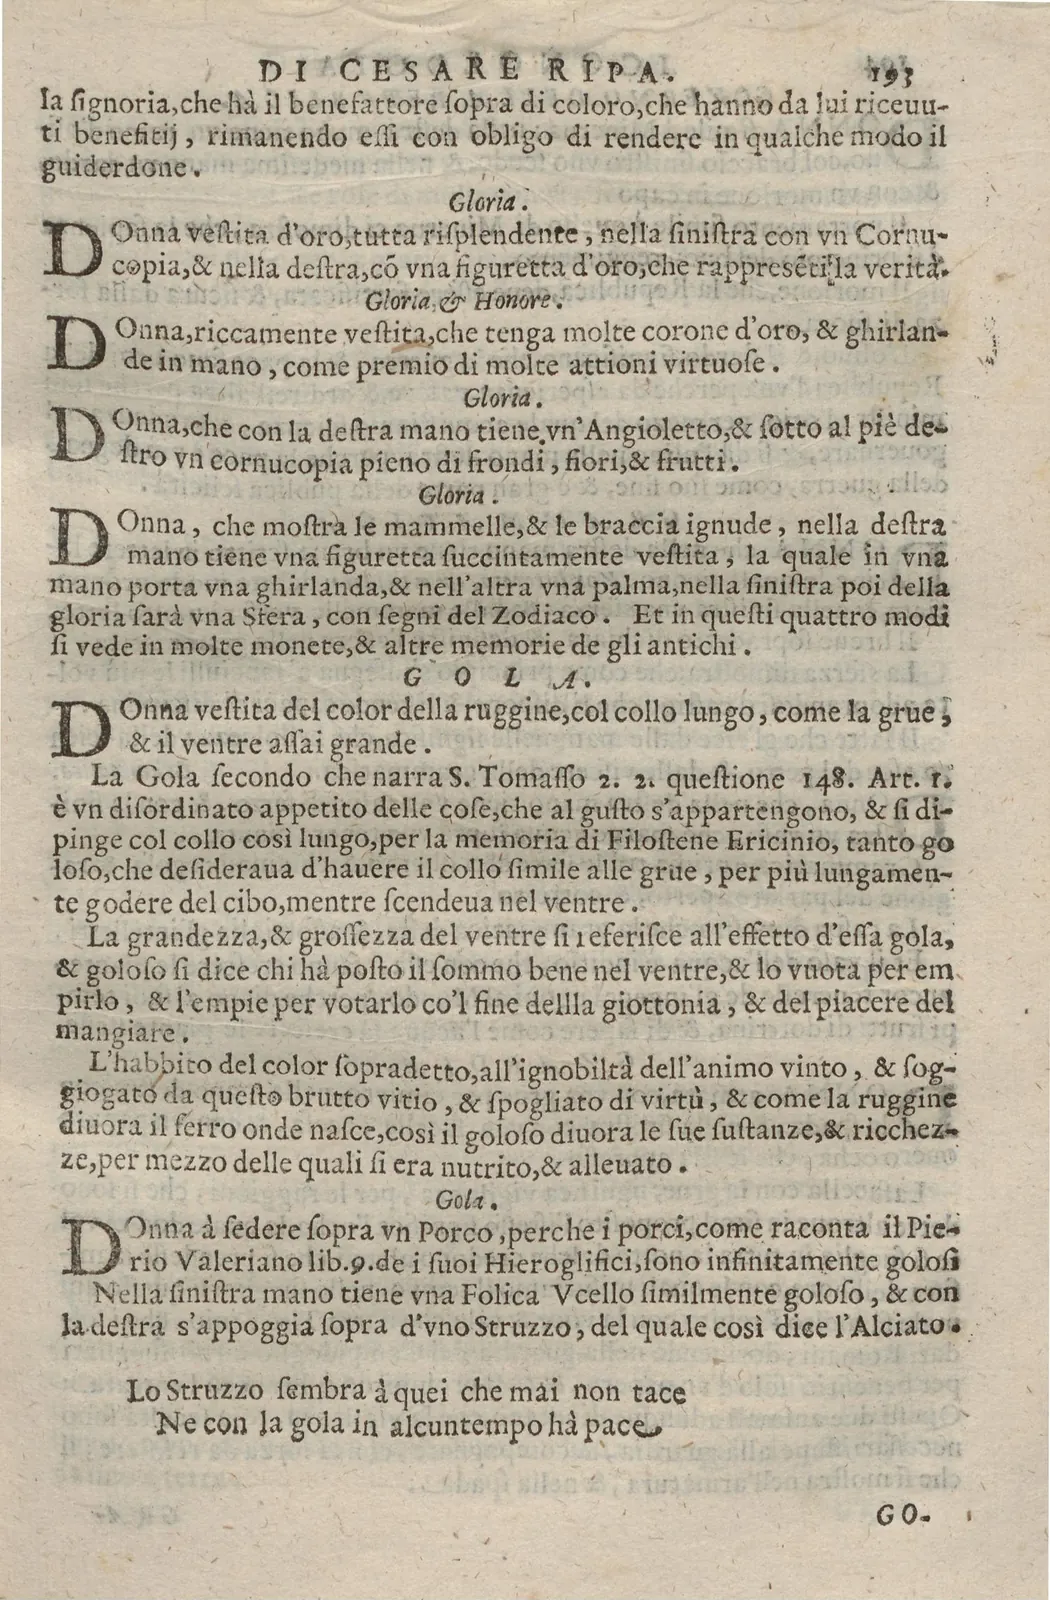 DI CESARE RIPA. 193
la ſignoria,che hà il benefattore ſopra di coloro,che hanno da lui riceuu-
ti benefitij, rimanendo eſſi con obligo di rendere in qualche modo il
guiderdone.
Gloria.
DOnna veſtita d'oro,tutta riſplendente, nella ſiniſtra con vn Cornu-
copia,& nella deſtra,cõ vna figuretta d'oro,che rappresẽti la verità.
Gloria, & Honore.
DOnna,riccamente veſtita,che tenga molte corone d'oro, & ghirlan-
de in mano, come premio di molte attioni virtuoſe.
Gloria.
DOnna,che con la deſtra mano tiene vn'Angioletto,& ſotto al piè de-
ſtro vn cornucopia pieno di frondi, fiori,& frutti.
Gloria.
DOnna, che moſtra le mammelle,& le braccia ignude, nella deſtra
mano tiene vna figuretta ſuccintamente veſtita, la quale in vna
mano porta vna ghirlanda,& nell'altra vna palma,nella ſiniſtra poi della
gloria ſarà vna Sfera, con ſegni del Zodiaco. Et in queſti quattro modi
ſi vede in molte monete,& altre memorie de gli antichi.
GOLA.
DOnna veſtita del color della ruggine,col collo lungo, come la grue,
& il ventre aſſai grande.
La Gola ſecondo che narra S. Tomaſſo 2. 2. queſtione 148. Art. 1.
è vn diſordinato appetito delle coſe,che al guſto s'appartengono, & ſi di-
pinge col collo così lungo,per la memoria di Filoſtene Ericinio, tanto go
loſo,che deſideraua d'hauere il collo ſimile alle grue, per più lungamen-
te godere del cibo,mentre ſcendeua nel ventre.
La grandezza,& groſſezza del ventre ſi referiſce all'effetto d'eſſa gola,
& goloſo ſi dice chi hà poſto il ſommo bene nel ventre,& lo vuota per em
pirlo, & l'empie per votarlo co'l fine dellla giottonia, & del piacere del
mangiare.
L'habbito del color ſopradetto,all'ignobiltà dell'animo vinto, & ſog-
giogato da queſto brutto vitio, & ſpogliato di virtù, & come la ruggine
diuora il ferro onde naſce,così il goloſo diuora le ſue ſuſtanze,& ricchez-
ze,per mezzo delle quali ſi era nutrito,& alleuato.
Gola.
DOnna à ſedere ſopra vn Porco,perche i porci,come raconta il Pie-
rio Valeriano lib.9.de i ſuoi Hieroglifici,ſono infinitamente goloſi
Nella ſiniſtra mano tiene vna Folica Vcello ſimilmente goloſo, & con
la deſtra s'appoggia ſopra d'vno Struzzo, del quale così dice l'Alciato.
Lo Struzzo ſembra à quei che mai non tace
Ne con la gola in alcuntempo hà pace.
GO-